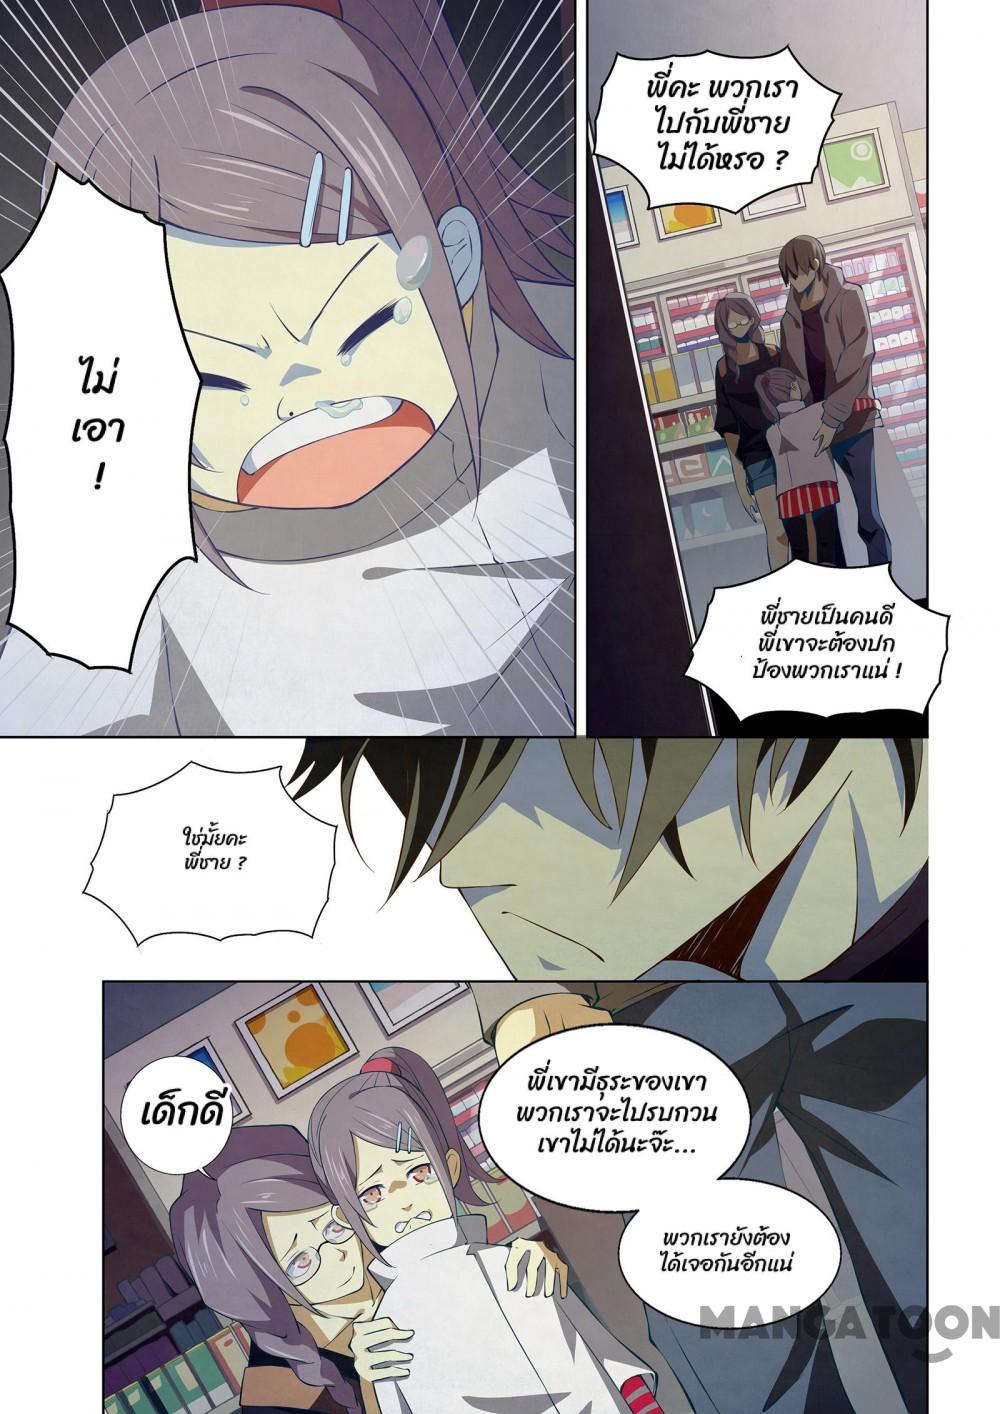 พี่คะ พวกเรา
ไปกับพี่ชาย
ไม่ได้หรอ ?
ไม่
เอา
!
พี่ชายเป็นคนดี
พี่เขาจะต้องปก
ป้องพวกเราแน่ !
ใช่มั้ยคะ
พี่ชาย ?
เด็กดี
พี่เขามีธุระของเขา
พวกเราจะไปรบกวน
เขาไม่ได้นะจ๊ะ...
พวกเรายังต้อง
ได้เจอกันอีกแน่
MANGATOON